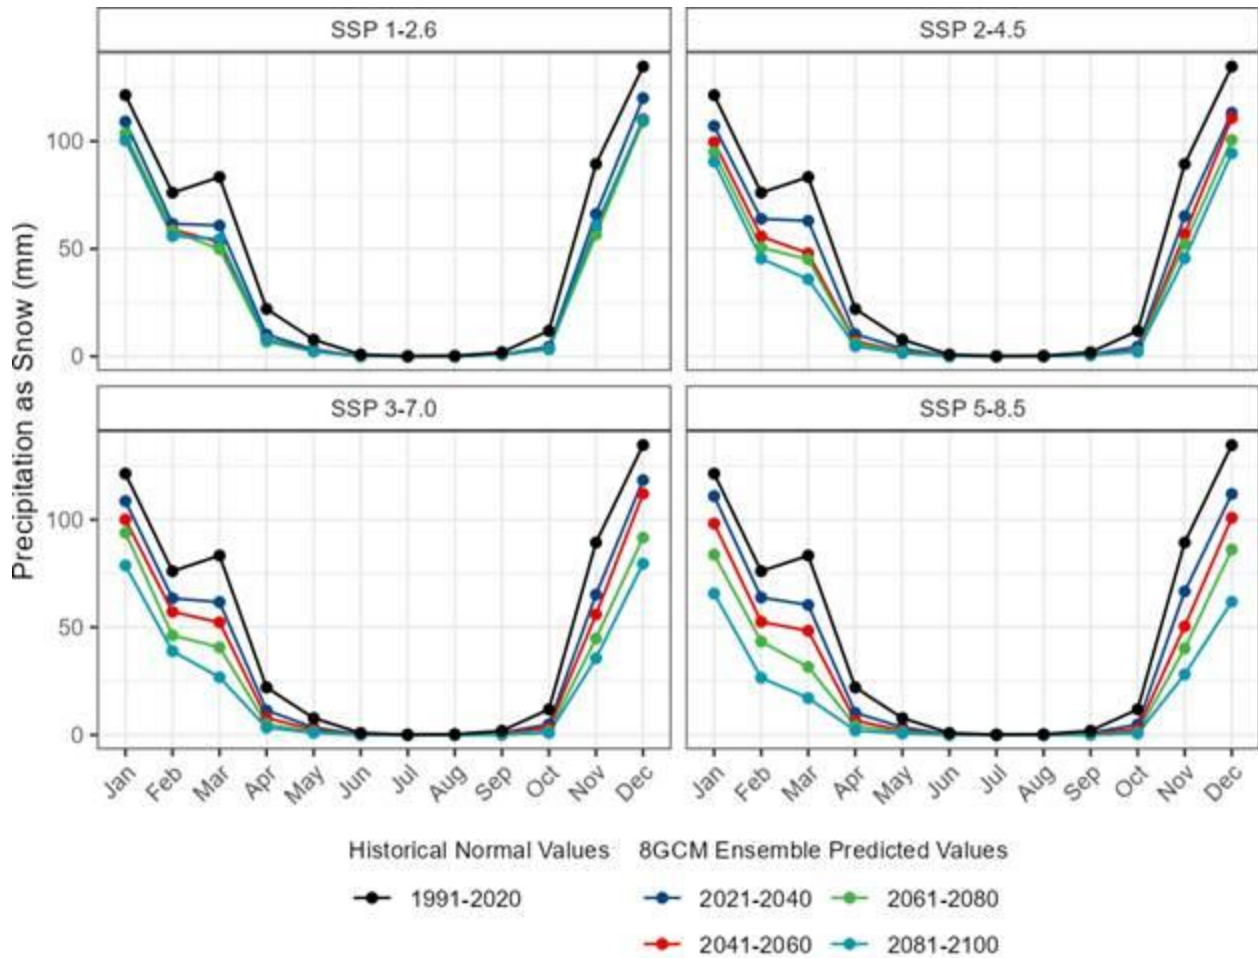 SSP 1-2.6
SSP 2-4.5
100
50
0
SSP 3-7.0
SSP 5-8.5
100
50
0
Precipitation as Snow (mm)
Jan Feb Mar Apr May Jun Jul Aug Sep Oct Nov Dec
Jan Feb Mar Apr May Jun Jul Aug Sep Oct Nov Dec
Historical Normal Values
8GCM Ensemble Predicted Values
1991-2020
2021-2040
2061-2080
2041-2060
2081-2100